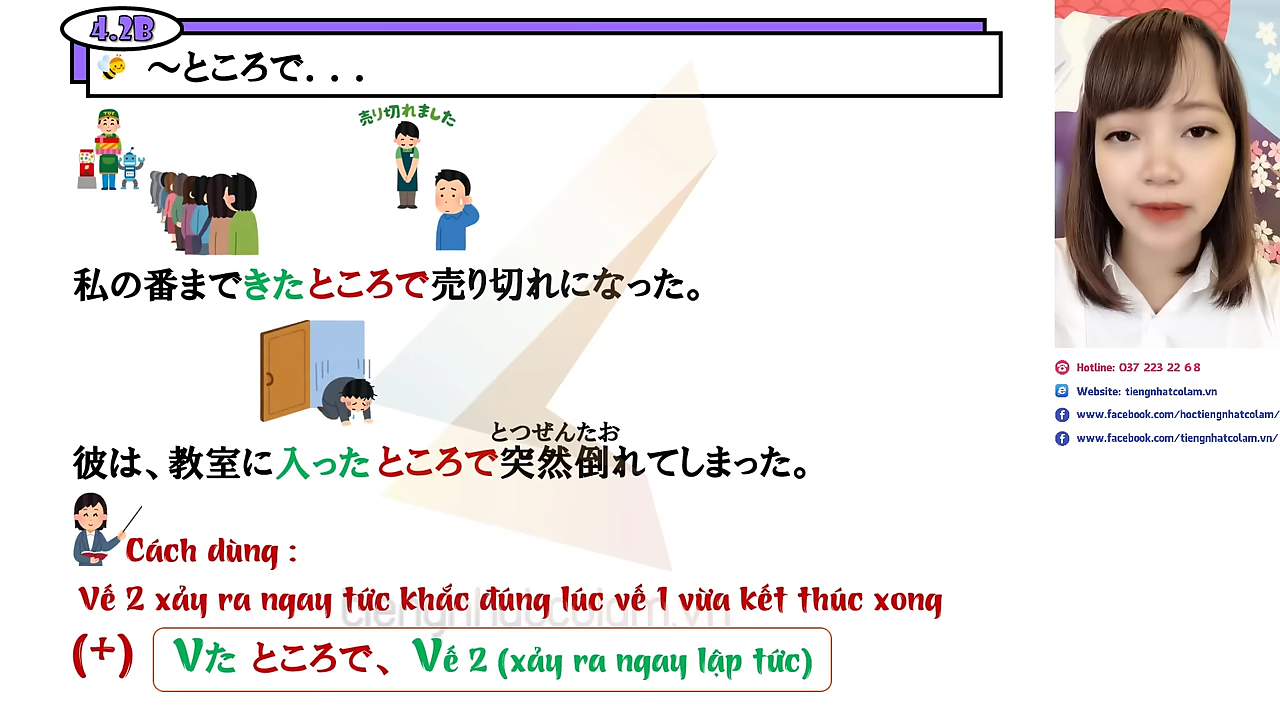 4.2B
～ところで...
売り切れました
私の番まできたところで売り切れになった。
とつぜんたお
彼は、教室に入ったところで突然倒れてしまった。
Cách dùng :
Vế 2 xảy ra ngay tức khắc đúng lúc vế 1 vừa kết thúc xong
tiengnhatcolam.vn
(+) Vた ところで、 Vế 2 (xảy ra ngay lập tức)
Hotline: 037 223 22 68
Website: tiengnhatcolam.vn
www.facebook.com/hoctiengnhatcolam/
www.facebook.com/tiengnhatcolam.vn/